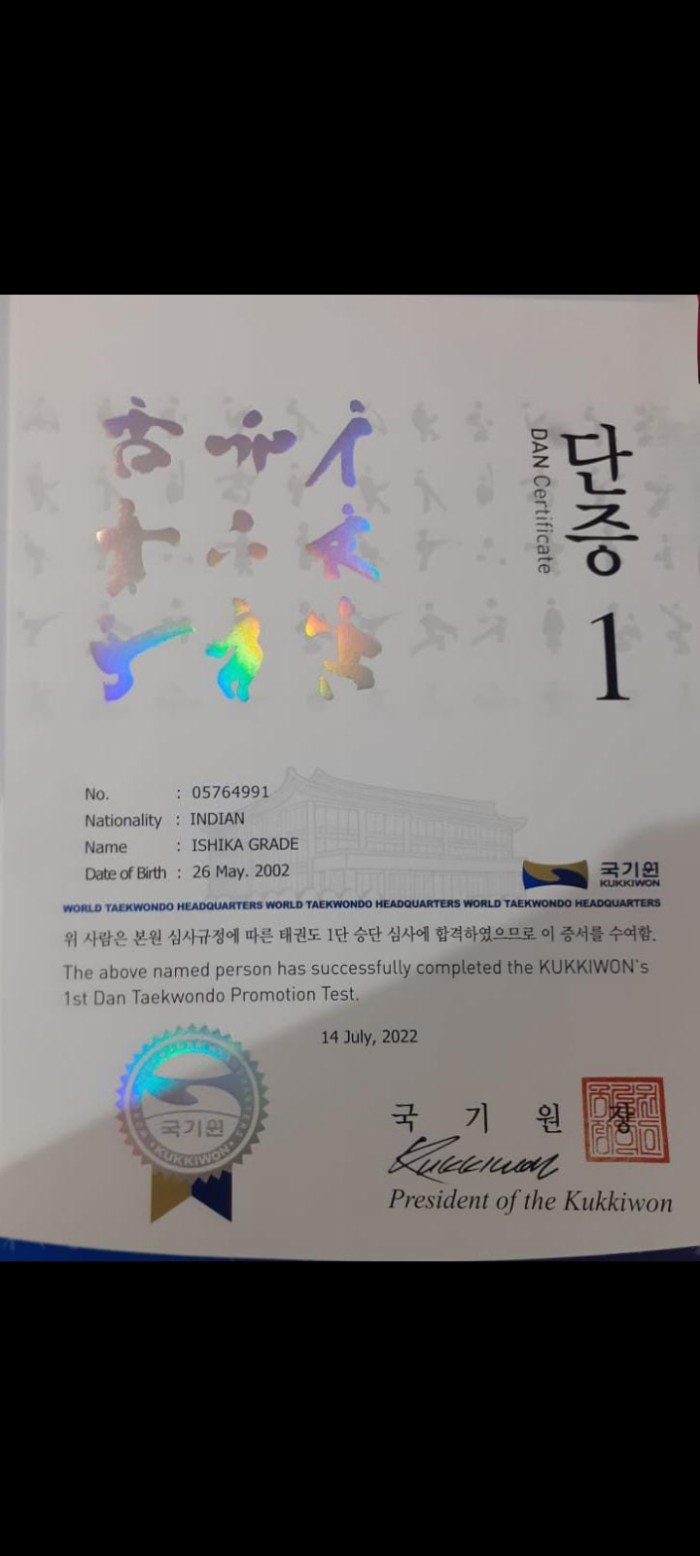 단증
DAN Certificate
1
No. : 05764991
Nationality : INDIAN
Name : ISHIKA GRADE
Date of Birth : 26 May. 2002
국기원
KUKKIWON
WORLD TAEKWONDO HEADQUARTERS WORLD TAEKWONDO HEADQUARTERS WORLD TAEKWONDO HEADQUARTERS
위 사람은 본원 심사규정에 따른 태권도 1단 승단 심사에 합격하였으므로 이 증서를 수여함.
The above named person has successfully completed the KUKKIWON's
1st Dan Taekwondo Promotion Test.
14 July, 2022
국기원
KUKKIWON
국 기 원 장
Kukkiwon
President of the Kukkiwon